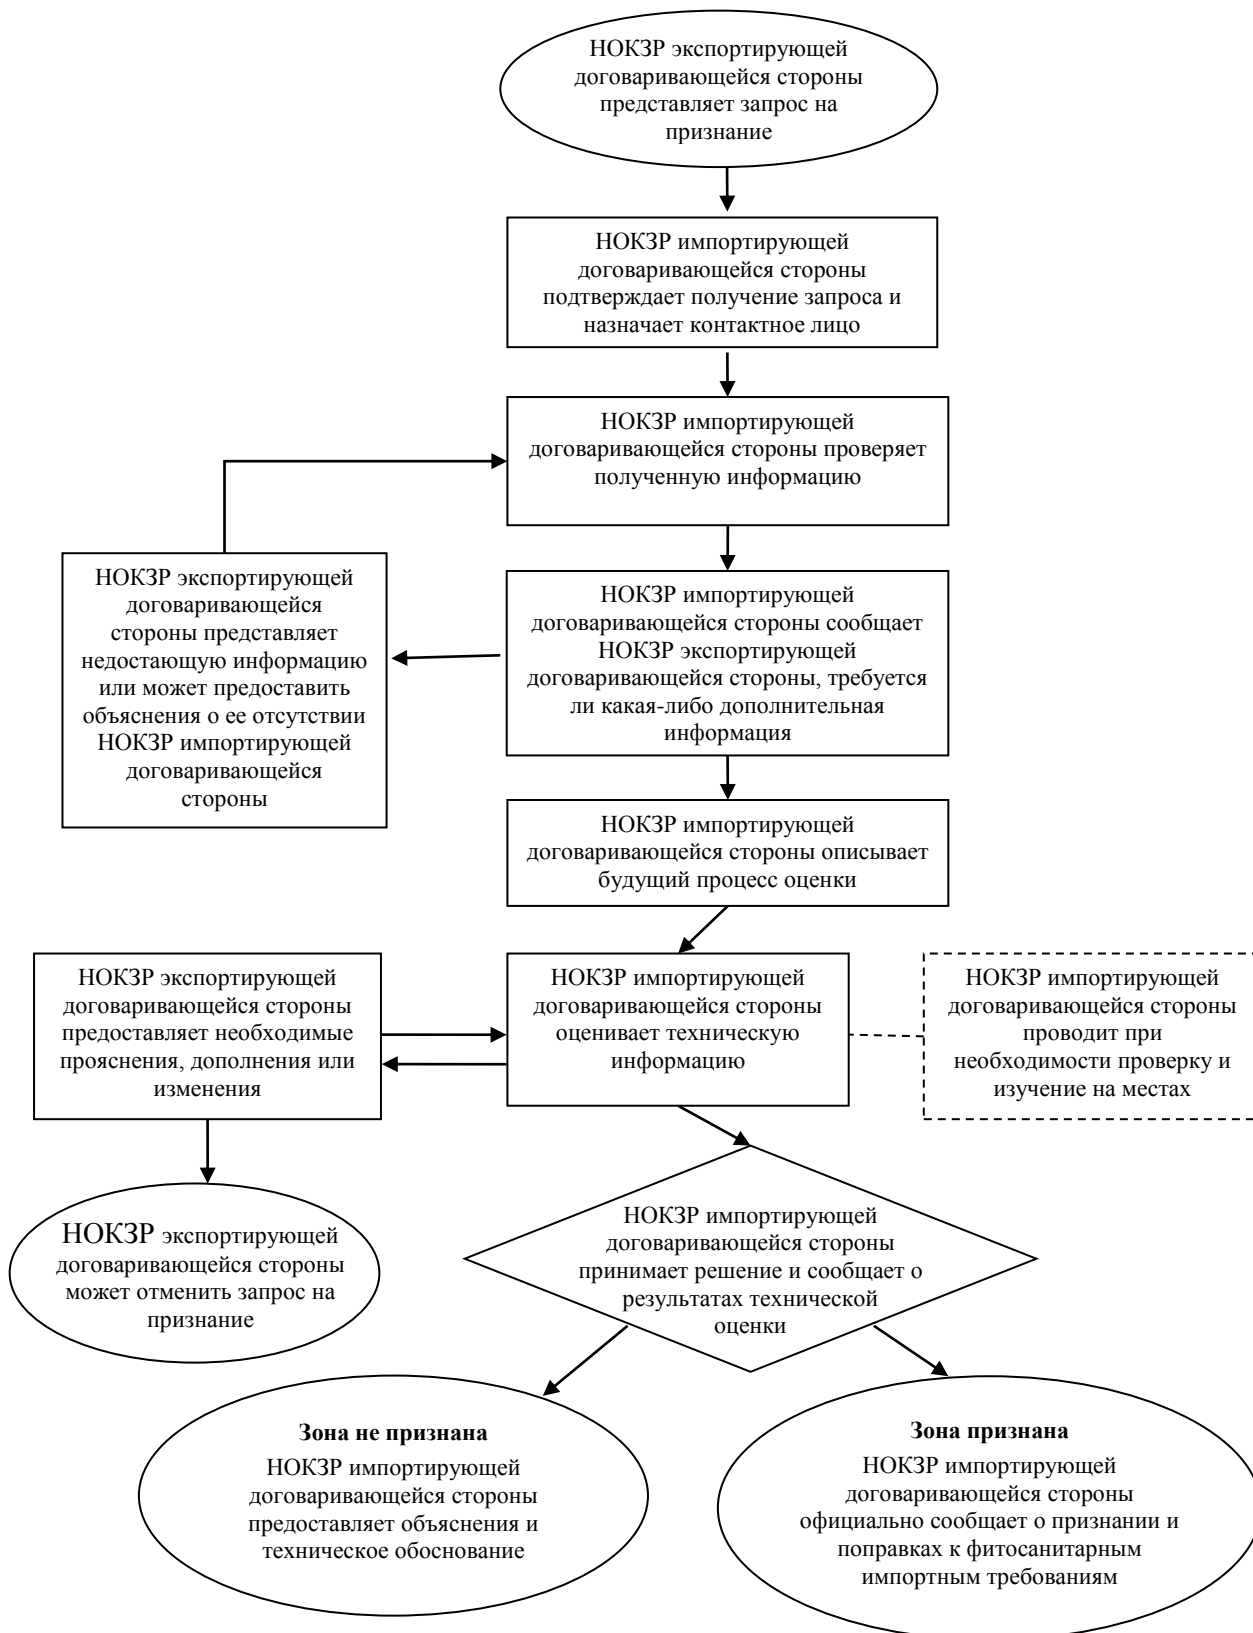 НОКЗР экспортирующей
договаривающейся стороны
представляет запрос на
признание
НОКЗР импортирующей
договаривающейся стороны
подтверждает получение запроса и
назначает контактное лицо
НОКЗР импортирующей
договаривающейся стороны проверяет
полученную информацию
НОКЗР экспортирующей
договаривающейся
стороны представляет
недостающую информацию
или может предоставить
объяснения о ее отсутствии
НОКЗР импортирующей
договаривающейся
стороны
НОКЗР импортирующей
договаривающейся стороны сообщает
НОКЗР экспортирующей
договаривающейся стороны, требуется
ли какая-либо дополнительная
информация
НОКЗР импортирующей
договаривающейся стороны описывает
будущий процесс оценки
НОКЗР экспортирующей
договаривающейся стороны
предоставляет необходимые
прояснения, дополнения или
изменения
НОКЗР импортирующей
договаривающейся стороны
оценивает техническую
информацию
НОКЗР импортирующей
договаривающейся стороны
проводит при
необходимости проверку и
изучение на местах
НОКЗР экспортирующей
договаривающейся стороны
может отменить запрос на
признание
НОКЗР импортирующей
договаривающейся стороны
принимает решение и сообщает о
результатах технической
оценки
Зона не признана
НОКЗР импортирующей
договаривающейся стороны
предоставляет объяснения и
техническое обоснование
Зона признана
НОКЗР импортирующей
договаривающейся стороны
официально сообщает о признании и
поправках к фитосанитарным
импортным требованиям